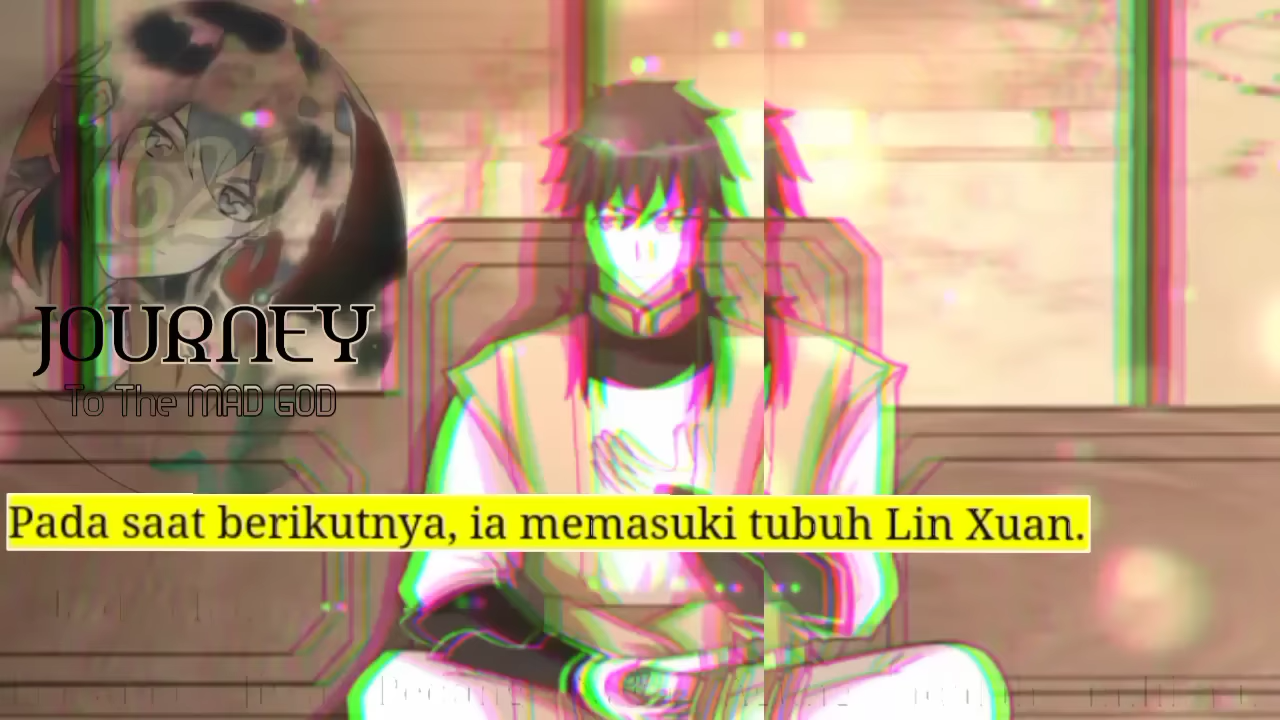 JOURNEY
To The MAD GOD
Pada saat berikutnya, ia memasuki tubuh Lin Xuan.